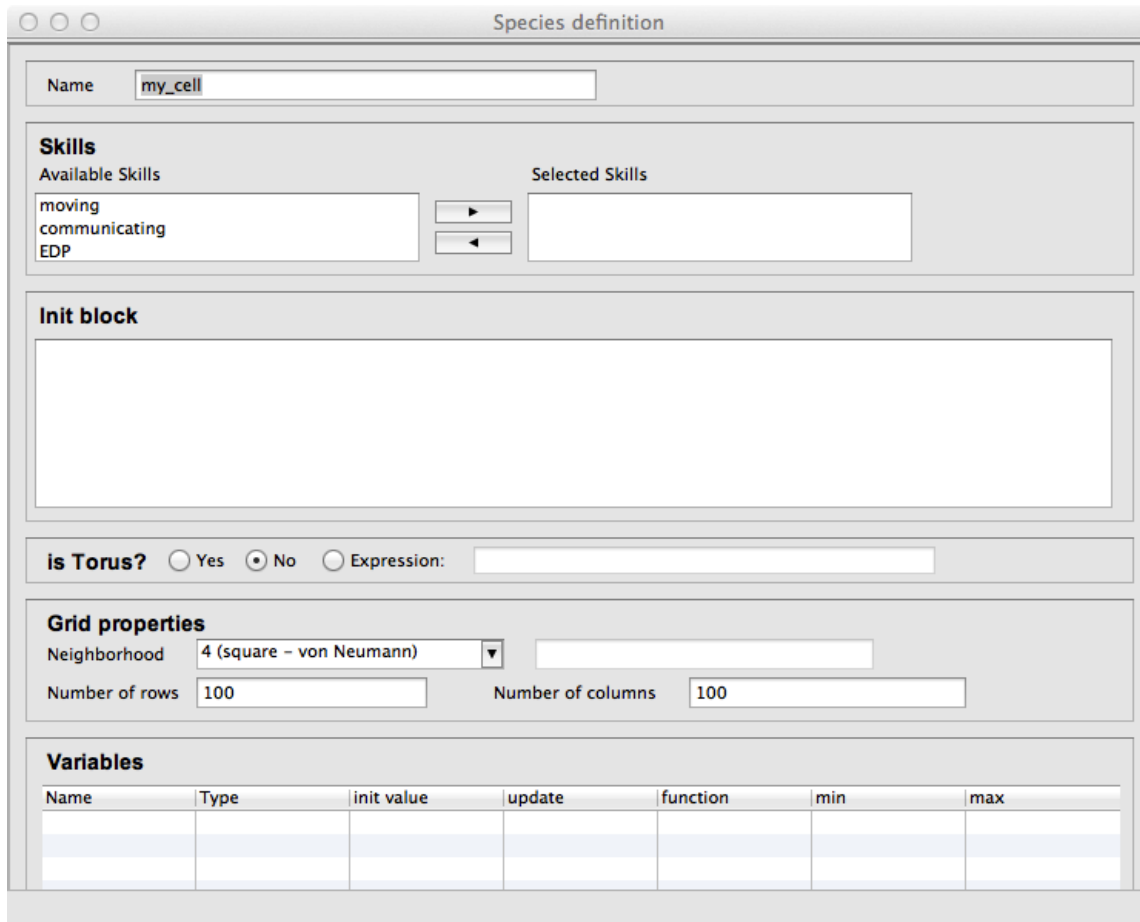 Species definition
Name my_cell
Skills
Available Skills Selected Skills
moving
communicating
EDP
Init block
is Torus? Yes No Expression:
Grid properties
Neighborhood 4 (square – von Neumann)
Number of rows 100 Number of columns 100
Variables
Name Type init value update function min max